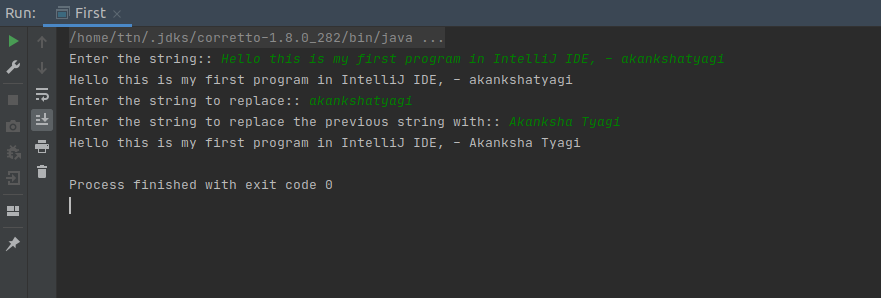 Run: First
/home/ttn/.jdks/corretto-1.8.0_282/bin/java ...
Enter the string:: Hello this is my first program in IntelliJ IDE, - akankshatyagi
Hello this is my first program in IntelliJ IDE, - akankshatyagi
Enter the string to replace:: akankshatyagi
Enter the string to replace the previous string with:: Akanksha Tyagi
Hello this is my first program in IntelliJ IDE, - Akanksha Tyagi
Process finished with exit code 0